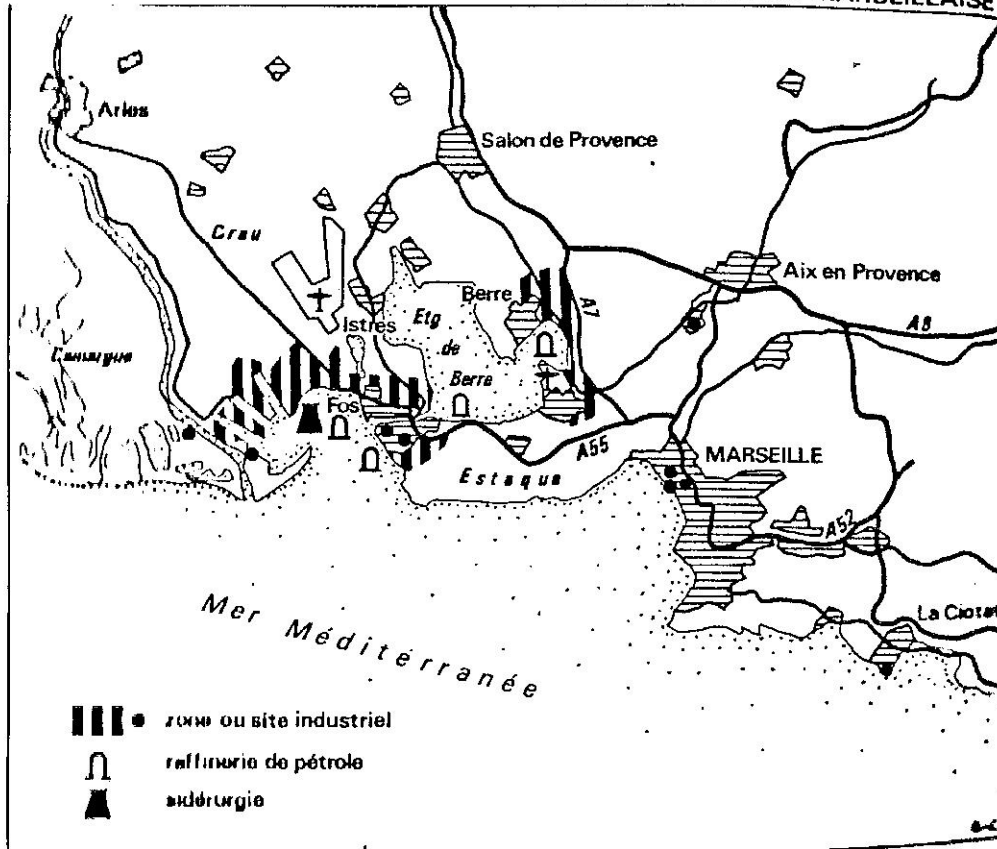 Arles
Salon de Provence
Crau
Aix en Provence
Berre
A7
Istres
Etg
de
Berre
A8
Camargue
Fos
A55
MARSEILLE
Estaque
A52
La Ciotat
Mer Méditerranée
zone ou site industriel
raffinerie de pétrole
sidérurgie